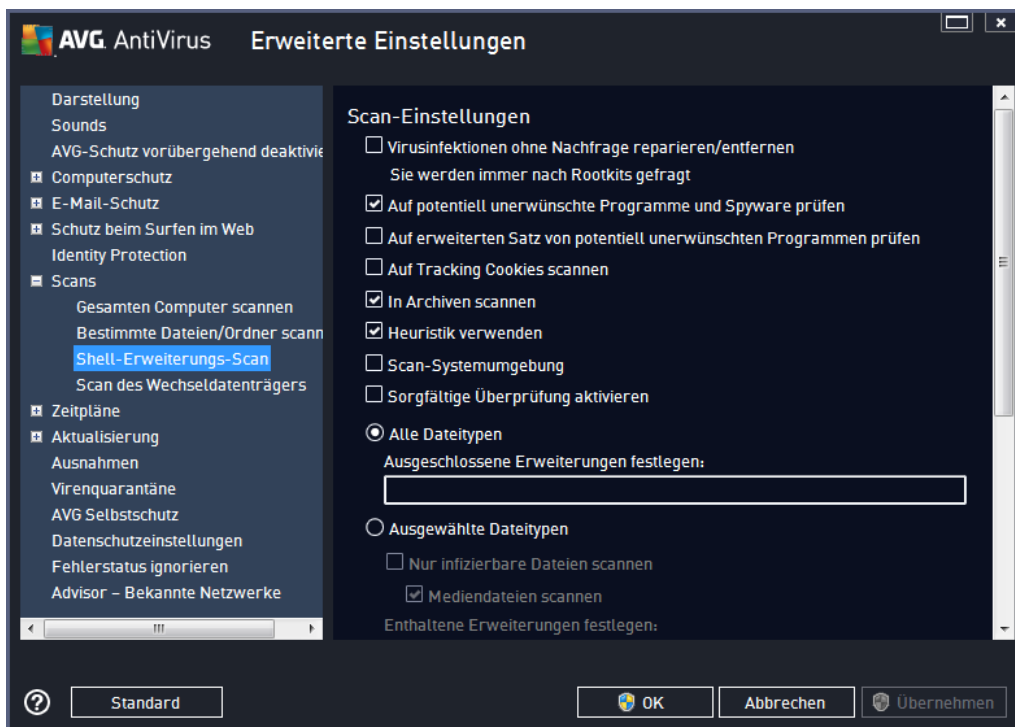 AVG. AntiVirus Erweiterte Einstellungen
Darstellung
Sounds
AVG-Schutz vorübergehend deaktivie
Computerschutz
E-Mail-Schutz
Schutz beim Surfen im Web
Identity Protection
Scans
Gesamten Computer scannen
Bestimmte Dateien/Ordner scann
Shell-Erweiterungs-Scan
Scan des Wechseldatenträgers
Zeitpläne
Aktualisierung
Ausnahmen
Virenquarantäne
AVG Selbstschutz
Datenschutzeinstellungen
Fehlerstatus ignorieren
Advisor – Bekannte Netzwerke
Scan-Einstellungen
Virusinfektionen ohne Nachfrage reparieren/entfernen
Sie werden immer nach Rootkits gefragt
Auf potentiell unerwünschte Programme und Spyware prüfen
Auf erweiterten Satz von potentiell unerwünschten Programmen prüfen
Auf Tracking Cookies scannen
In Archiven scannen
Heuristik verwenden
Scan-Systemumgebung
Sorgfältige Überprüfung aktivieren
Alle Dateitypen
Ausgeschlossene Erweiterungen festlegen:
Ausgewählte Dateitypen
Nur infizierbare Dateien scannen
Mediendateien scannen
Enthaltene Erweiterungen festlegen:
Standard
OK
Abbrechen
Übernehmen